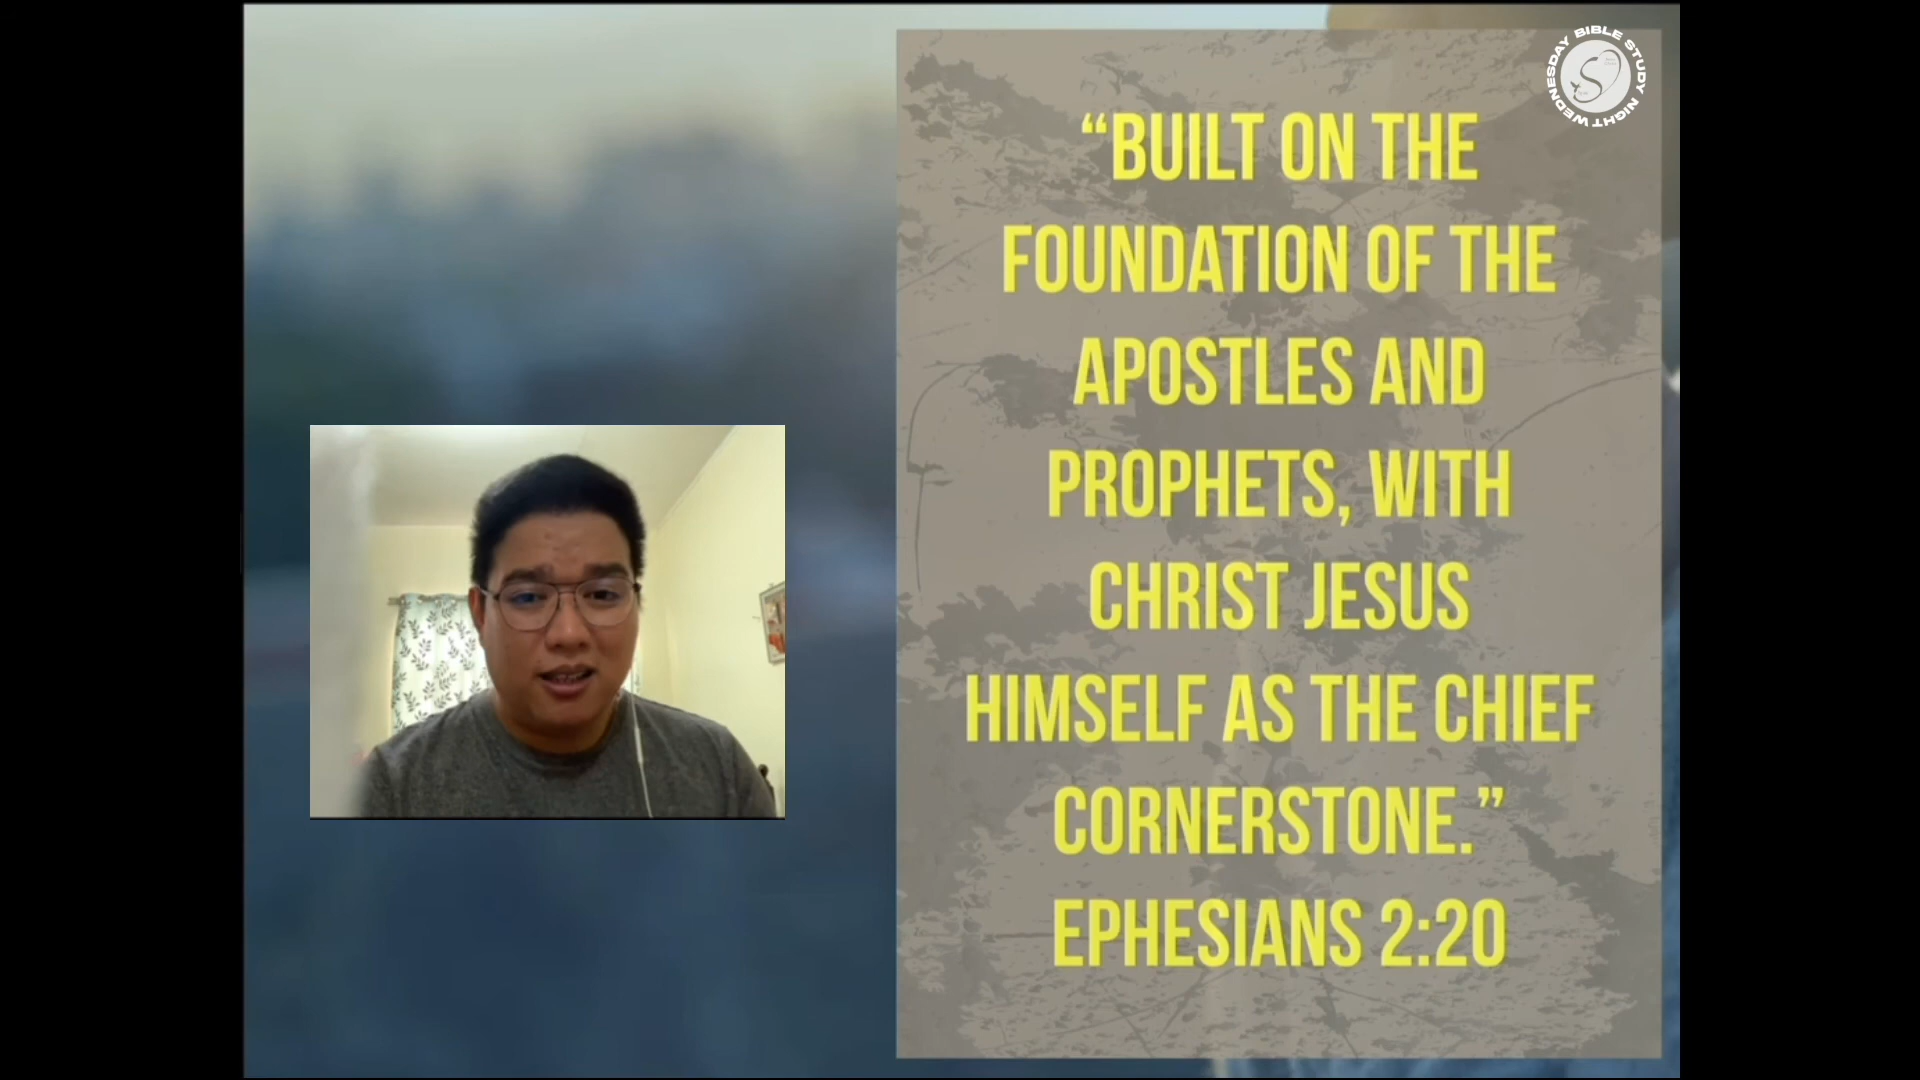 WEDNESDAY BIBLE STUDY NIGHT
S
“BUILT ON THE
FOUNDATION OF THE
APOSTLES AND
PROPHETS, WITH
CHRIST JESUS
HIMSELF AS THE CHIEF
CORNERSTONE.”
EPHESIANS 2:20